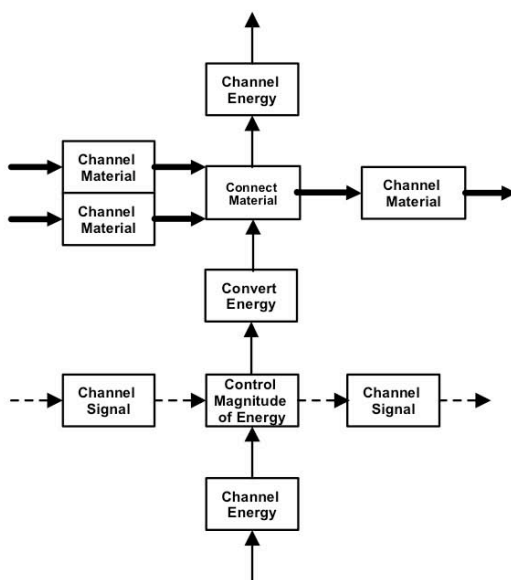 Channel
Energy
Channel
Material
Connect
Material
Channel
Material
Channel
Material
Convert
Energy
Channel
Signal
Control
Magnitude
of Energy
Channel
Signal
Channel
Energy